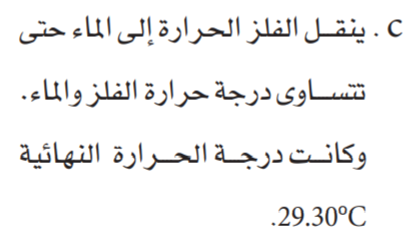 c . ينقل الفلز الحرارة إلى الماء حتى
تتساوى درجة حرارة الفلز والماء.
وكانت درجة الحرارة النهائية
29.30°C.